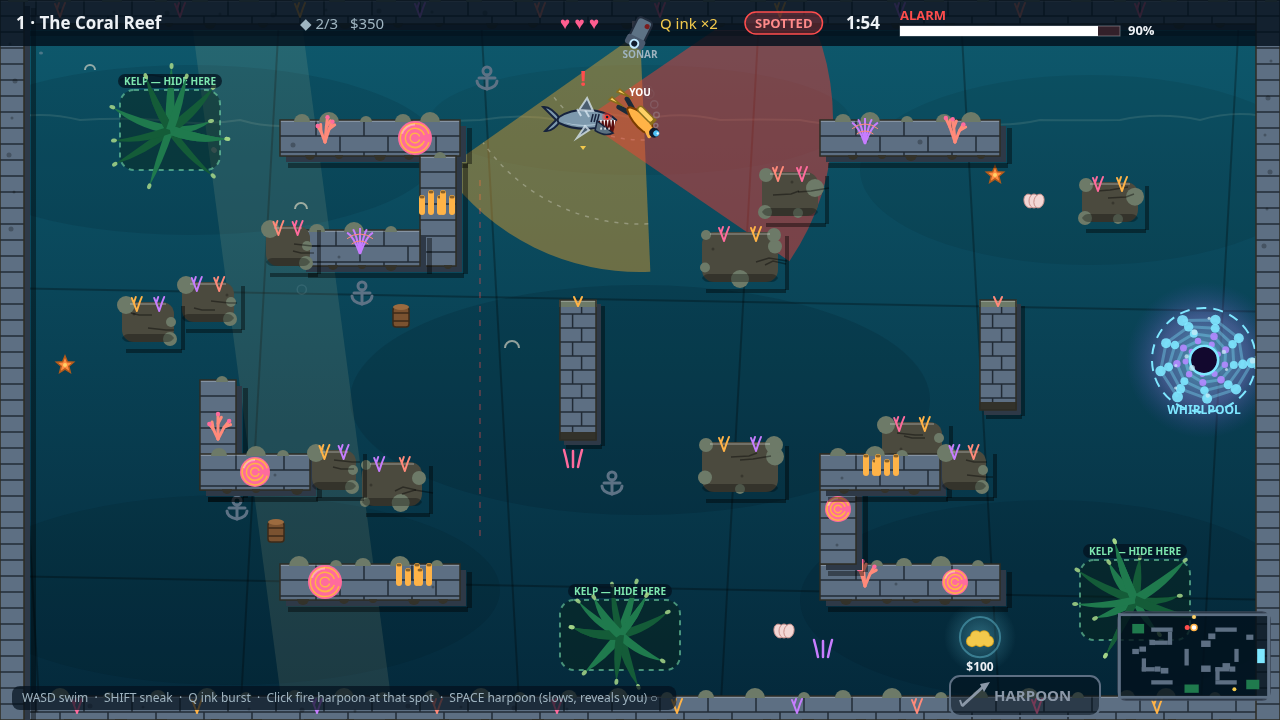 1 · The Coral Reef
◆ 2/3 $350
♥ ♥ ♥
Q ink ×2
SPOTTED
1:54
ALARM
90%
SONAR
KELP — HIDE HERE
!
YOU
WHIRLPOOL
KELP — HIDE HERE
KELP — HIDE HERE
$100
WASD swim · SHIFT sneak · Q ink burst · Click fire harpoon at that spot · SPACE harpoon (slows, reveals you) ○
HARPOON